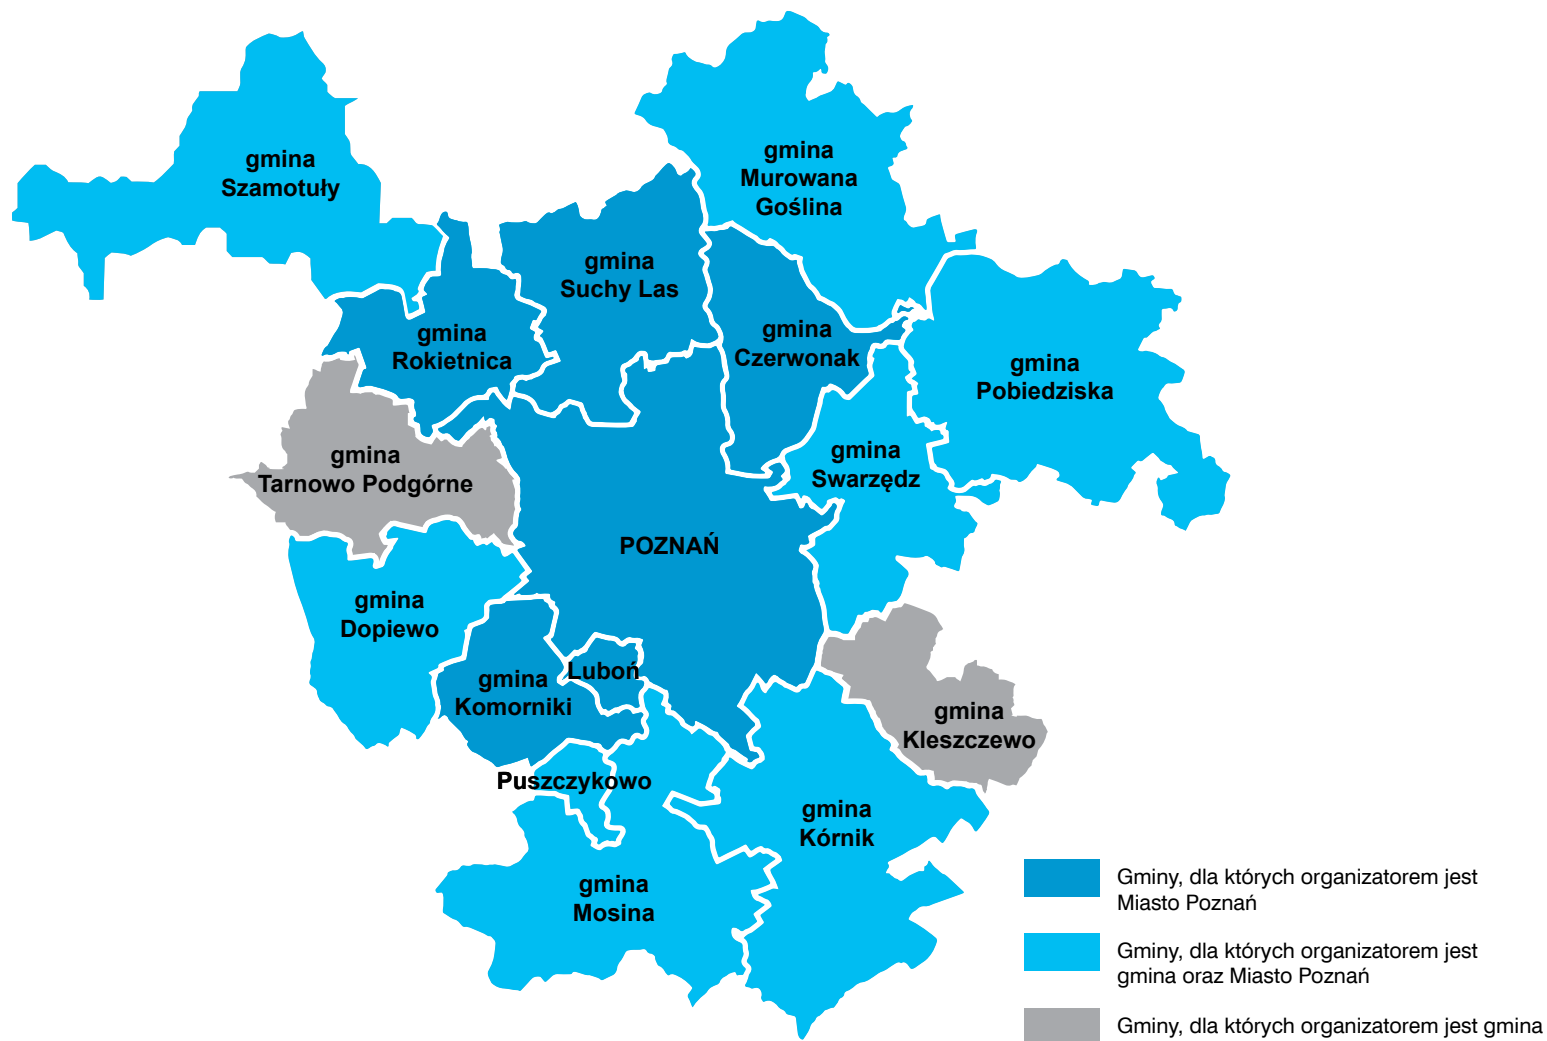 gmina
Szamotuły
gmina
Murowana
Goślina
gmina
Suchy Las
gmina
Rokietnica
gmina
Czerwonak
gmina
Pobiedziska
gmina
Tarnowo Podgórne
gmina
Swarzędz
POZNAŃ
gmina
Dopiewo
Luboń
gmina
Komorniki
gmina
Kleszczewo
Puszczykowo
gmina
Kórnik
gmina
Mosina
Gminy, dla których organizatorem jest
Miasto Poznań
Gminy, dla których organizatorem jest
gmina oraz Miasto Poznań
Gminy, dla których organizatorem jest gmina